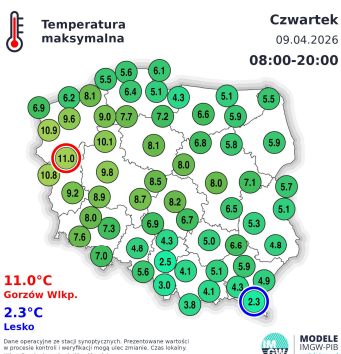 Temperatura
maksymalna
Czwartek
09.04.2026
08:00-20:00
5.5 5.6 6.1
6.9 6.2 8.1 6.4 5.1 4.3 5.1 5.5
10.9 9.6 9.0 7.7 7.2 6.6 5.9
11.0 10.1 8.1 6.8 5.8 5.9
10.8 9.8 8.0
9.2 8.9 8.5 8.0 7.1 5.7
8.7 8.2 6.5 5.1
8.0 7.3 6.9 6.7 5.3
7.6 7.0 4.8 4.3 5.0 6.6 4.8
5.6 2.5 4.1 5.1 5.9
3.0 4.1 4.3 4.9
3.8 2.3
11.0°C
Gorzów Wlkp.
2.3°C
Lesko
Dane operacyjne ze stacji synoptycznych. Prezentowane wartości
w procesie kontroli i weryfikacji mogą ulec zmianie. Czas lokalny.
IM
GW
MODELE
IMGW-PIB